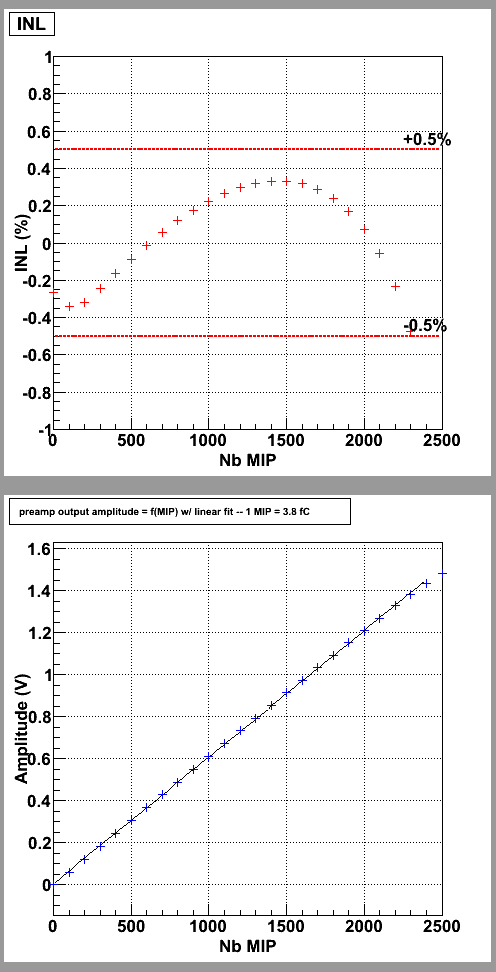 INL
1
0.8
0.6
+0.5%
0.4
0.2
INL (%)
0
-0.2
-0.4
-0.5%
-0.6
-0.8
-1
0 500 1000 1500 2000 2500
Nb MIP
preamp output amplitude = f(MIP) w/ linear fit -- 1 MIP = 3.8 fC
1.6
1.4
1.2
1
Amplitude (V)
0.8
0.6
0.4
0.2
0
0 500 1000 1500 2000 2500
Nb MIP